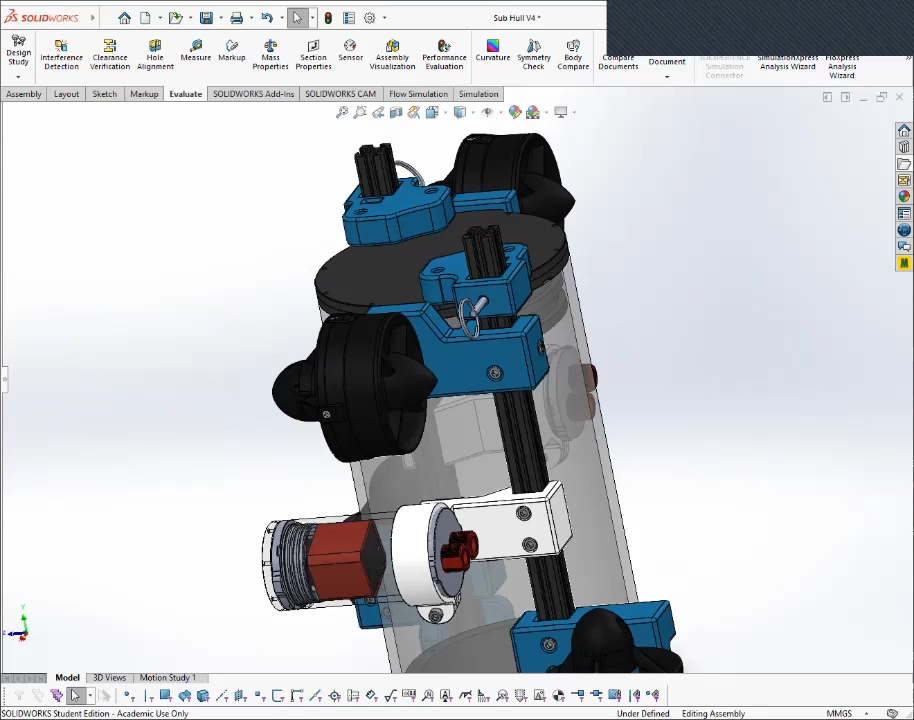 SOLIDWORKS
Sub Hull V4 *
Design Study
Interference Detection
Clearance Verification
Hole Alignment
Measure
Markup
Mass Properties
Section Properties
Sensor
Assembly Visualization
Performance Evaluation
Curvature
Symmetry Check
Body Compare
Compare Documents
Document
Simulation Connector
Analysis Wizard
Analysis Wizard
Assembly
Layout
Sketch
Markup
Evaluate
SOLIDWORKS Add-Ins
SOLIDWORKS CAM
Flow Simulation
Simulation
Model
3D Views
Motion Study 1
SOLIDWORKS Student Edition - Academic Use Only
Under Defined
Editing Assembly
MMGS